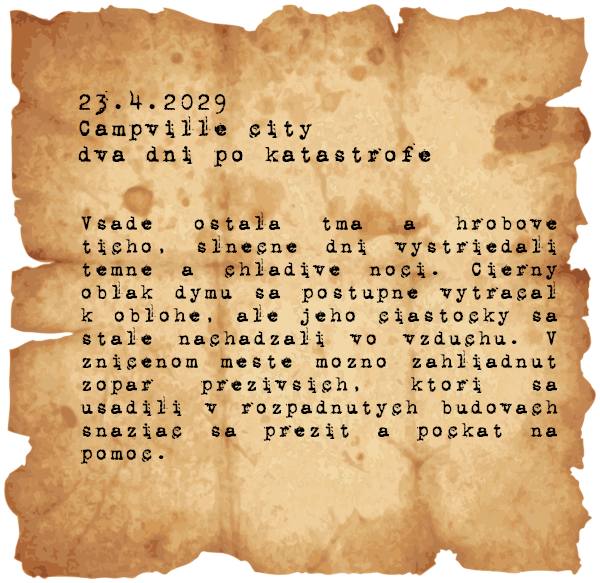 23.4.2029
Campville city
dva dni po katastrofe
Vsade ostala tma a hrobove
ticho, slnecne dni vystriedali
temne a chladive noci. Cierny
oblak dymu sa postupne vytracal
k oblohe, ale jeho ciastocky sa
stale nachadzali vo vzduchu. V
znicenom meste mozno zahliadnut
zopar prezivsich, ktori sa
usadili v rozpadnutych budovach
snaziac sa prezit a pockat na
pomoc.